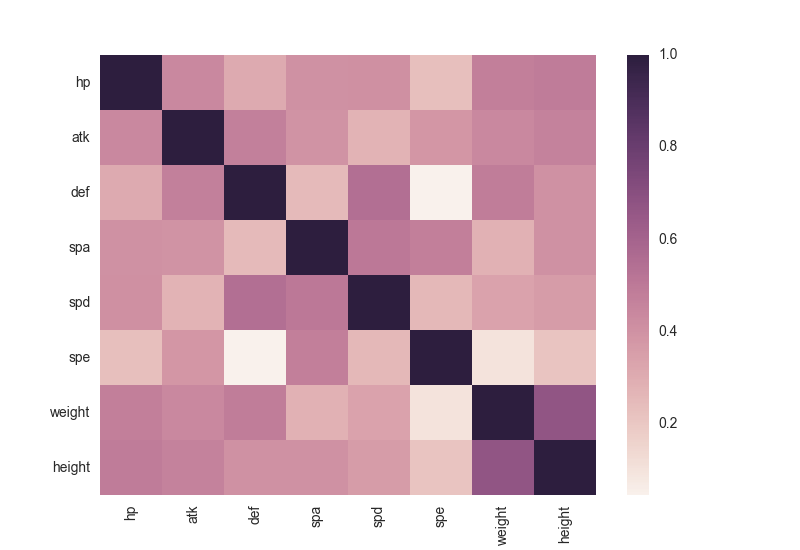 hp
atk
def
spa
spd
spe
weight
height
hp
atk
def
spa
spd
spe
weight
height
1.0
0.8
0.6
0.4
0.2